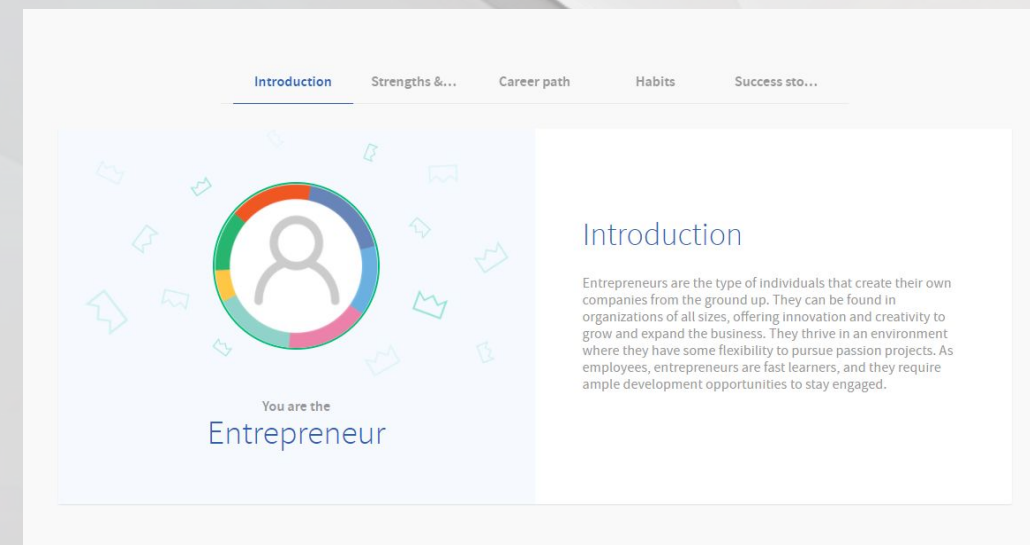 Introduction Strengths &... Career path Habits Success sto...
You are the
Entrepreneur
Introduction
Entrepreneurs are the type of individuals that create their own
companies from the ground up. They can be found in
organizations of all sizes, offering innovation and creativity to
grow and expand the business. They thrive in an environment
where they have some flexibility to pursue passion projects. As
employees, entrepreneurs are fast learners, and they require
ample development opportunities to stay engaged.